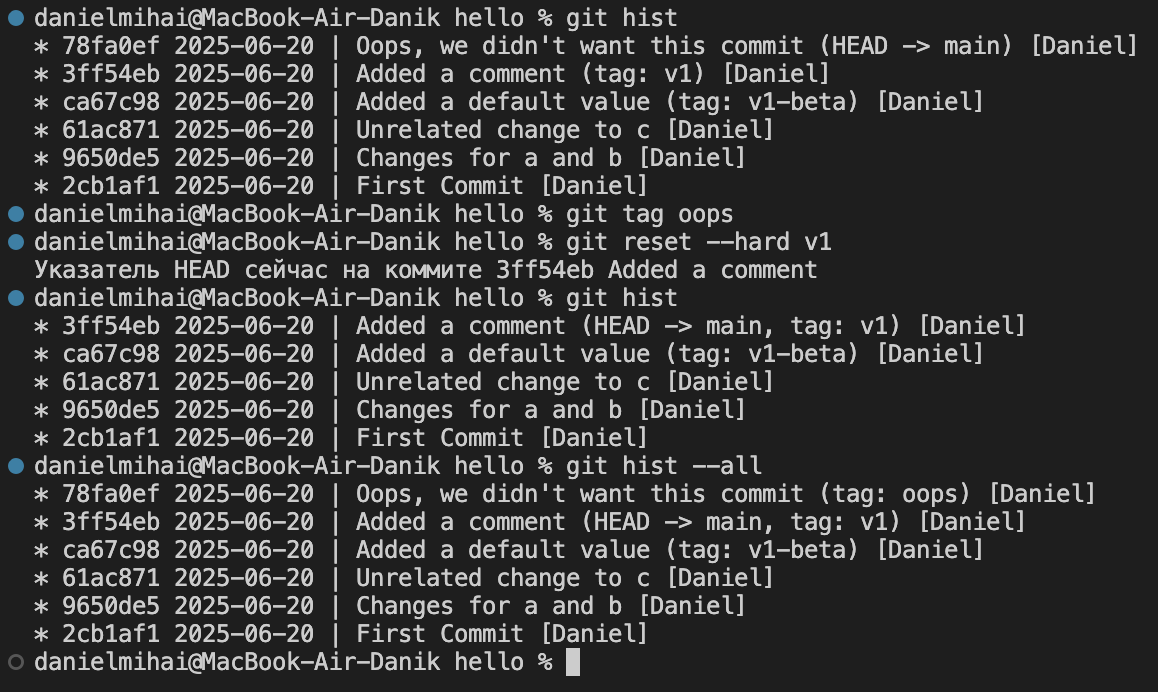 danielmihai@MacBook-Air-Danik hello % git hist
* 78fa0ef 2025-06-20 | Oops, we didn't want this commit (HEAD -> main) [Daniel]
* 3ff54eb 2025-06-20 | Added a comment (tag: v1) [Daniel]
* ca67c98 2025-06-20 | Added a default value (tag: v1-beta) [Daniel]
* 61ac871 2025-06-20 | Unrelated change to c [Daniel]
* 9650de5 2025-06-20 | Changes for a and b [Daniel]
* 2cb1af1 2025-06-20 | First Commit [Daniel]
danielmihai@MacBook-Air-Danik hello % git tag oops
danielmihai@MacBook-Air-Danik hello % git reset --hard v1
Указатель HEAD сейчас на коммите 3ff54eb Added a comment
danielmihai@MacBook-Air-Danik hello % git hist
* 3ff54eb 2025-06-20 | Added a comment (HEAD -> main, tag: v1) [Daniel]
* ca67c98 2025-06-20 | Added a default value (tag: v1-beta) [Daniel]
* 61ac871 2025-06-20 | Unrelated change to c [Daniel]
* 9650de5 2025-06-20 | Changes for a and b [Daniel]
* 2cb1af1 2025-06-20 | First Commit [Daniel]
danielmihai@MacBook-Air-Danik hello % git hist --all
* 78fa0ef 2025-06-20 | Oops, we didn't want this commit (tag: oops) [Daniel]
* 3ff54eb 2025-06-20 | Added a comment (HEAD -> main, tag: v1) [Daniel]
* ca67c98 2025-06-20 | Added a default value (tag: v1-beta) [Daniel]
* 61ac871 2025-06-20 | Unrelated change to c [Daniel]
* 9650de5 2025-06-20 | Changes for a and b [Daniel]
* 2cb1af1 2025-06-20 | First Commit [Daniel]
danielmihai@MacBook-Air-Danik hello %